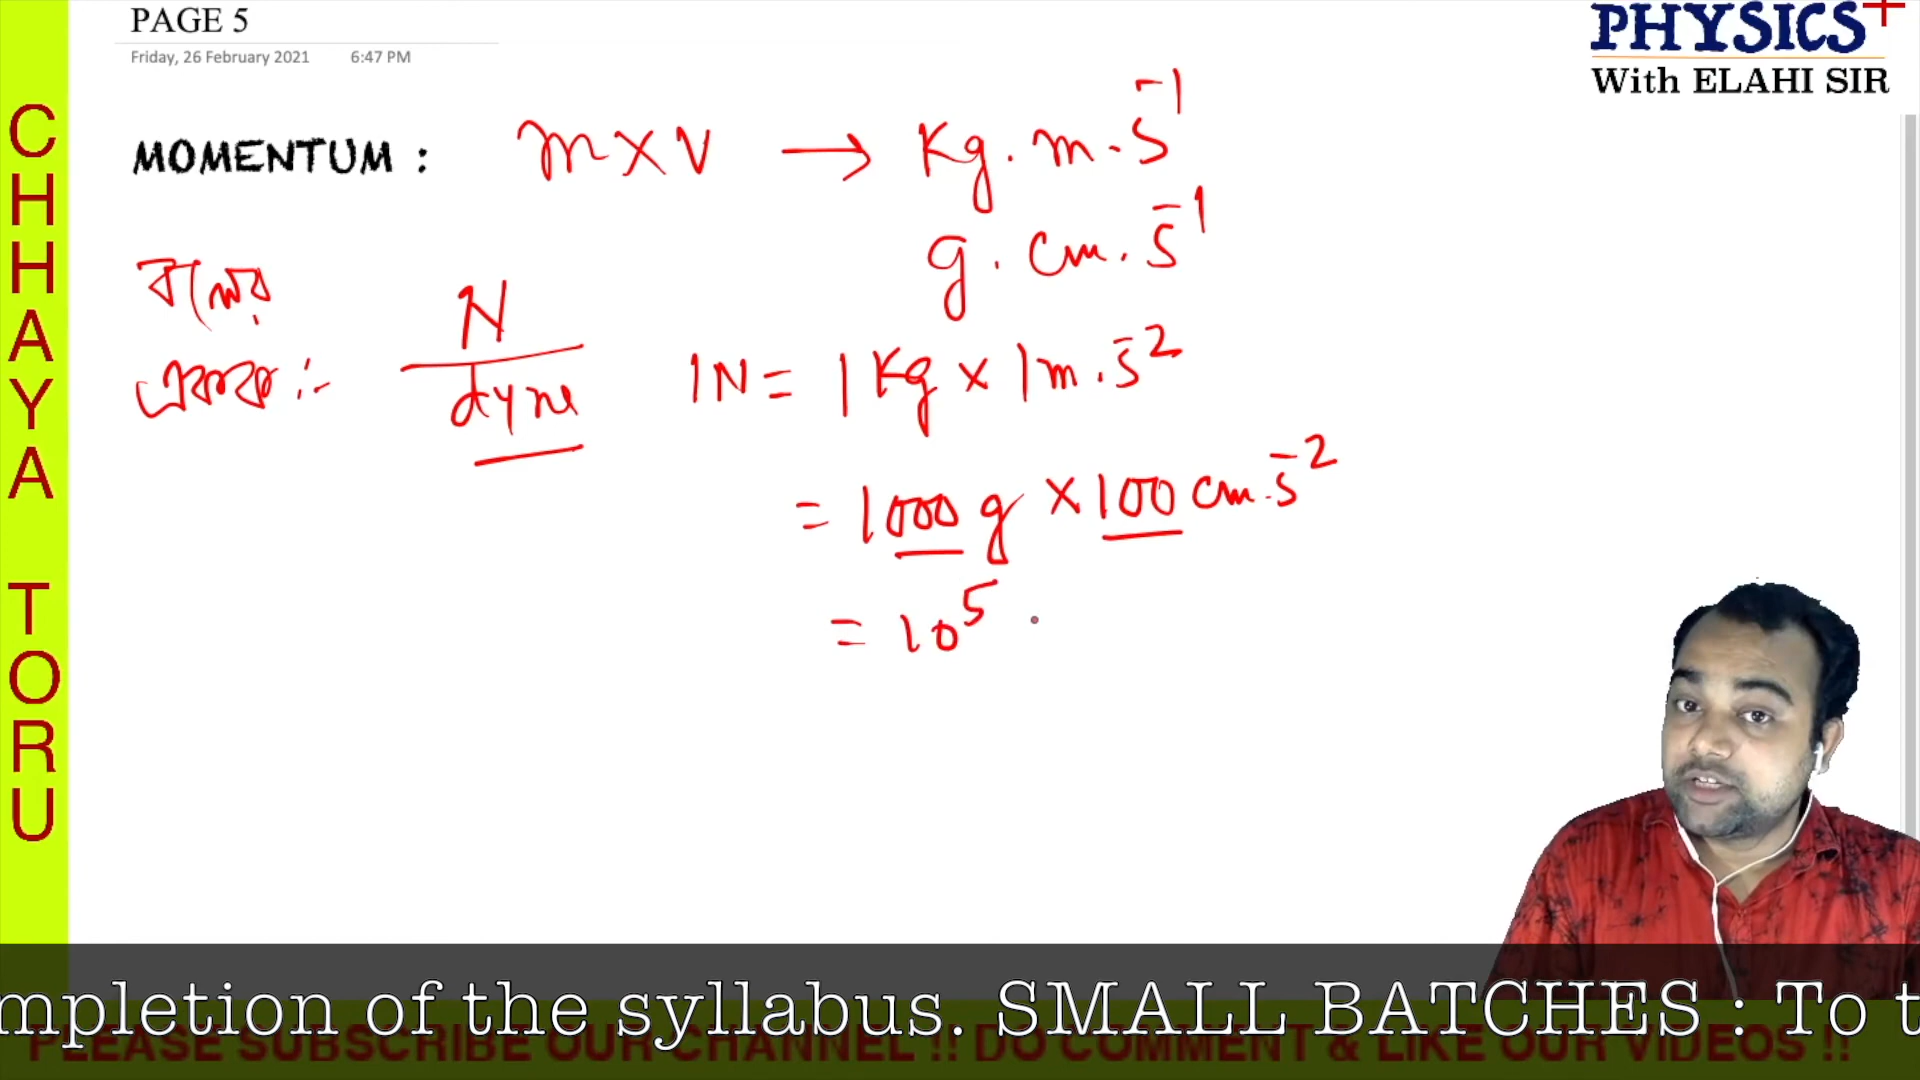 PAGE 5
Friday, 26 February 2021 6:47 PM
PHYSICS+
With ELAHI SIR
CHHAYA TORU
MOMENTUM : m × v → Kg. m. s⁻¹
g. cm. s⁻¹
বলের
একক :-
N
dyne
1N = 1 Kg × 1m. s⁻²
= 1000 g × 100 cm. s⁻²
= 10⁵
mpletion of the syllabus. SMALL BATCHES : To t
PLEASE SUBSCRIBE OUR CHANNEL !! DO COMMENT & LIKE OUR VIDEOS !!